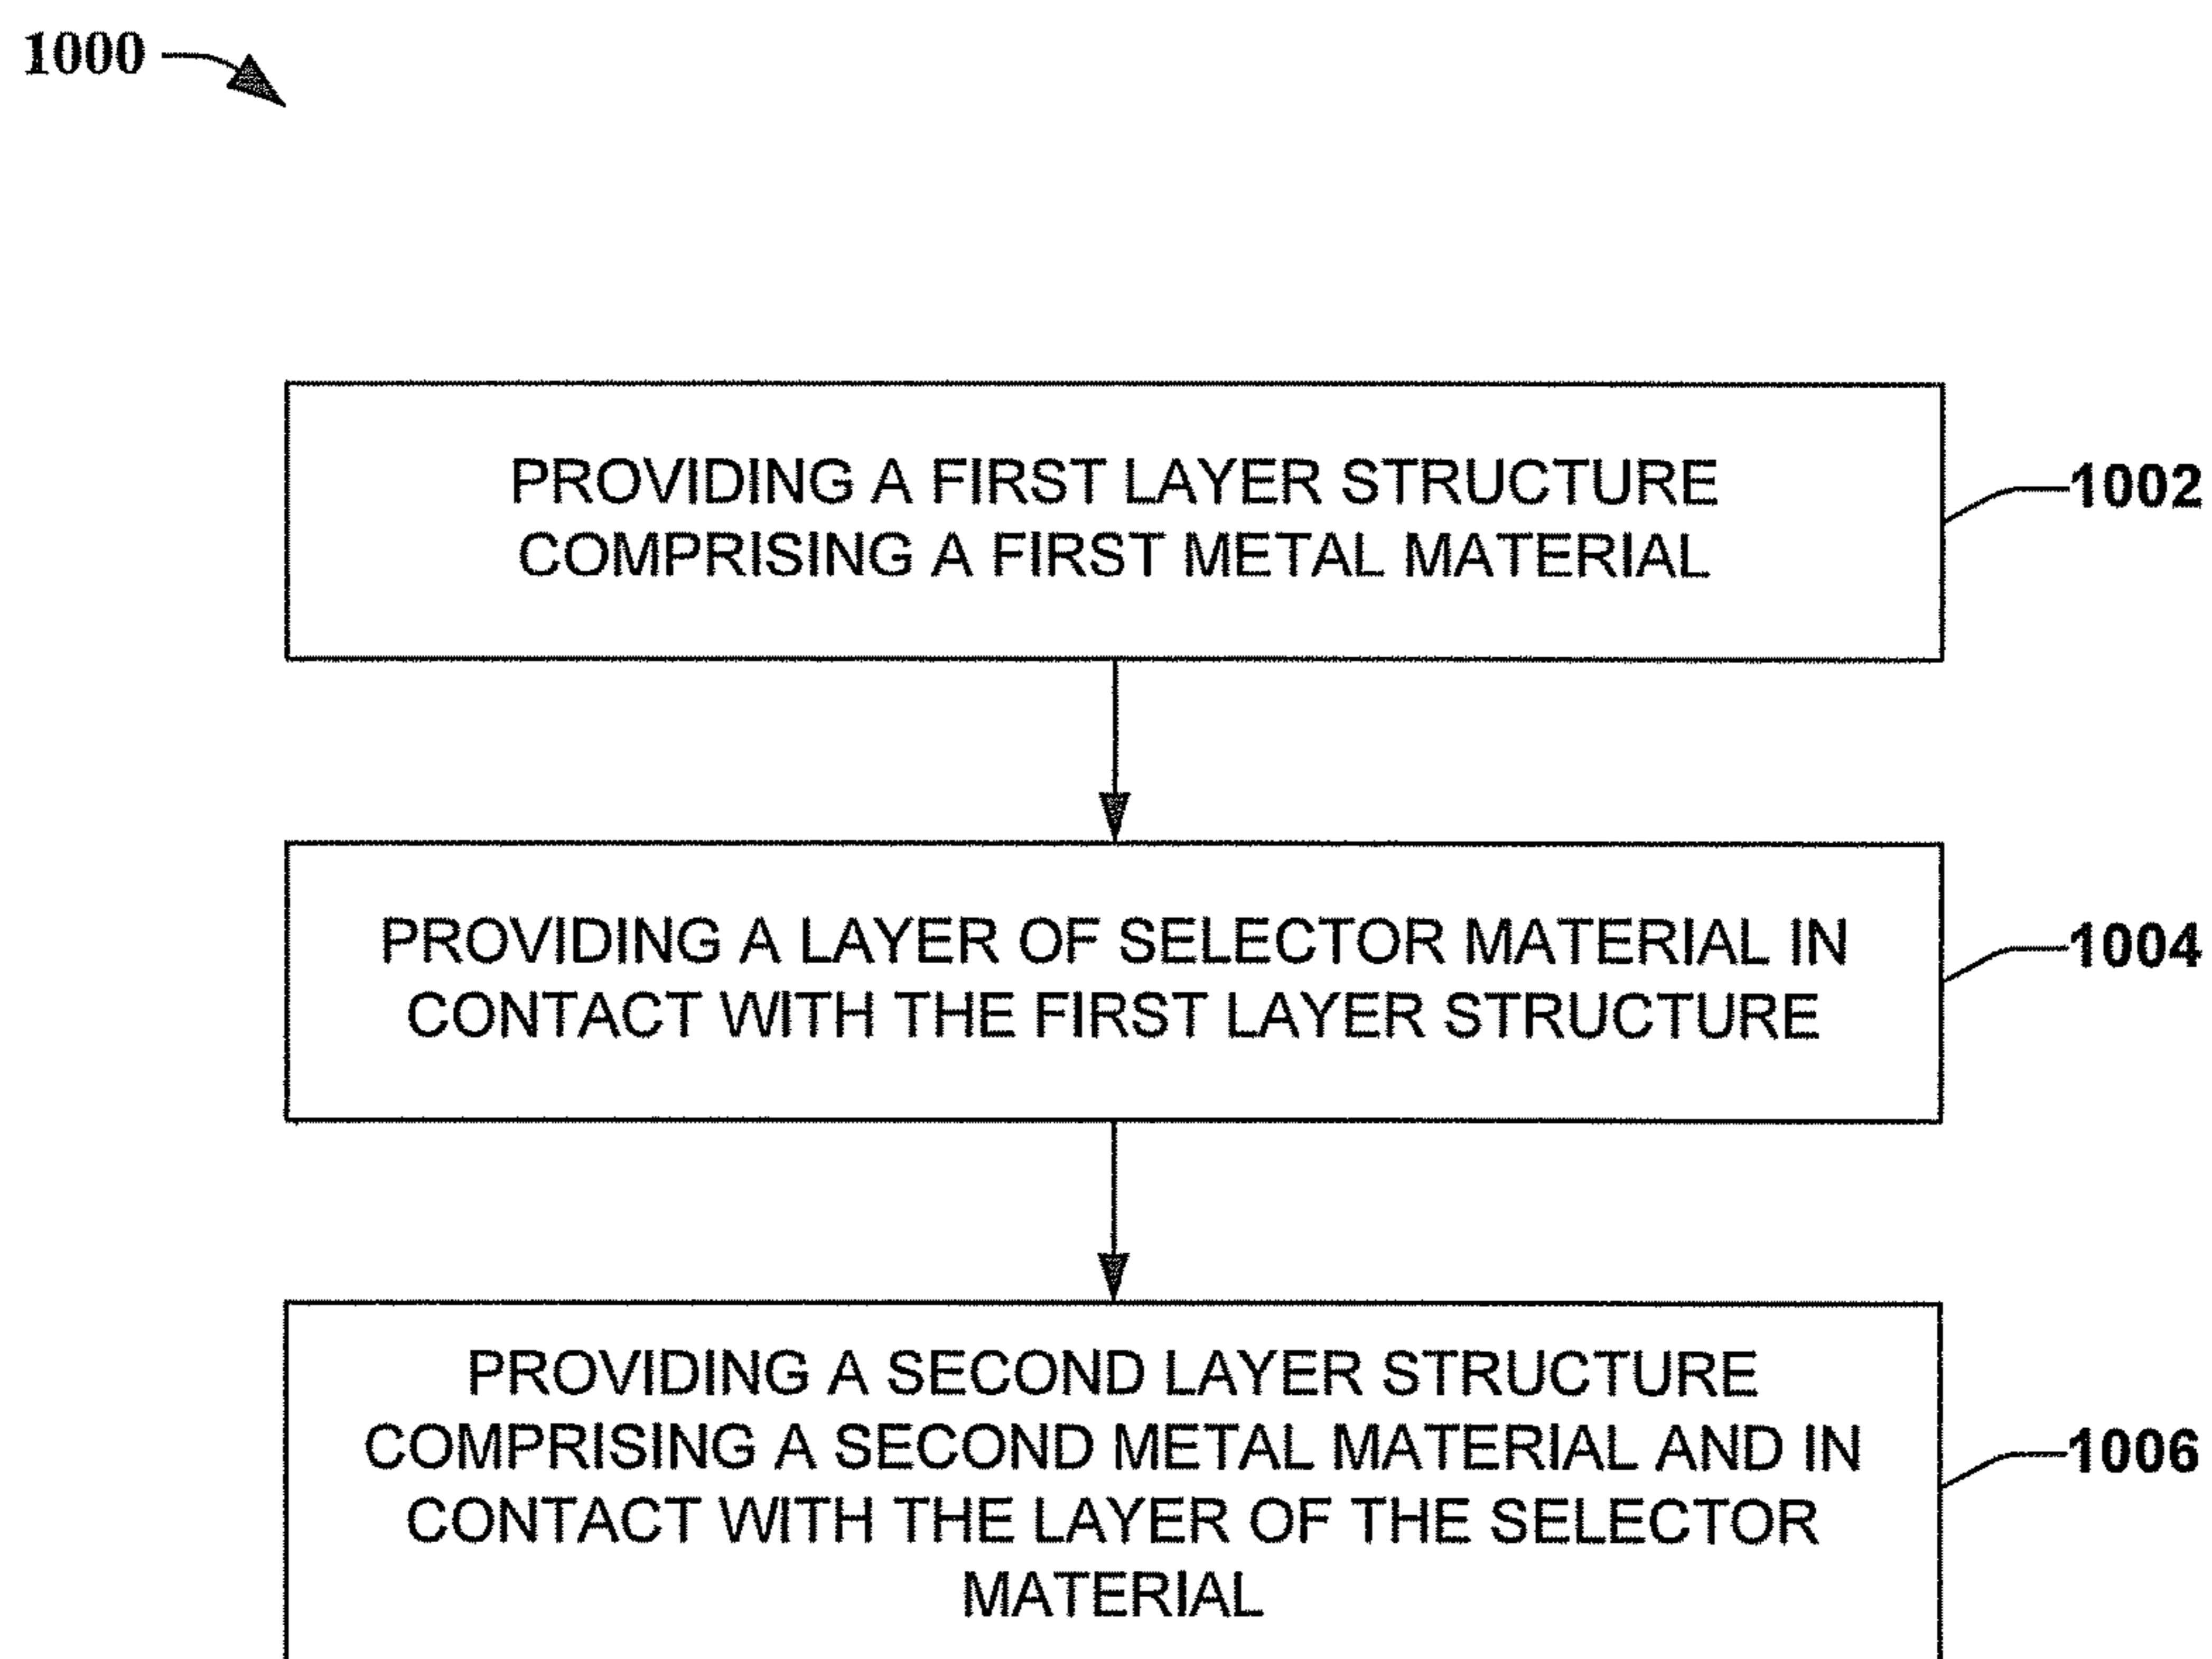 1000
PROVIDING A FIRST LAYER STRUCTURE
COMPRISING A FIRST METAL MATERIAL
1002
PROVIDING A LAYER OF SELECTOR MATERIAL IN
CONTACT WITH THE FIRST LAYER STRUCTURE
1004
PROVIDING A SECOND LAYER STRUCTURE
COMPRISING A SECOND METAL MATERIAL AND IN
CONTACT WITH THE LAYER OF THE SELECTOR
MATERIAL
1006